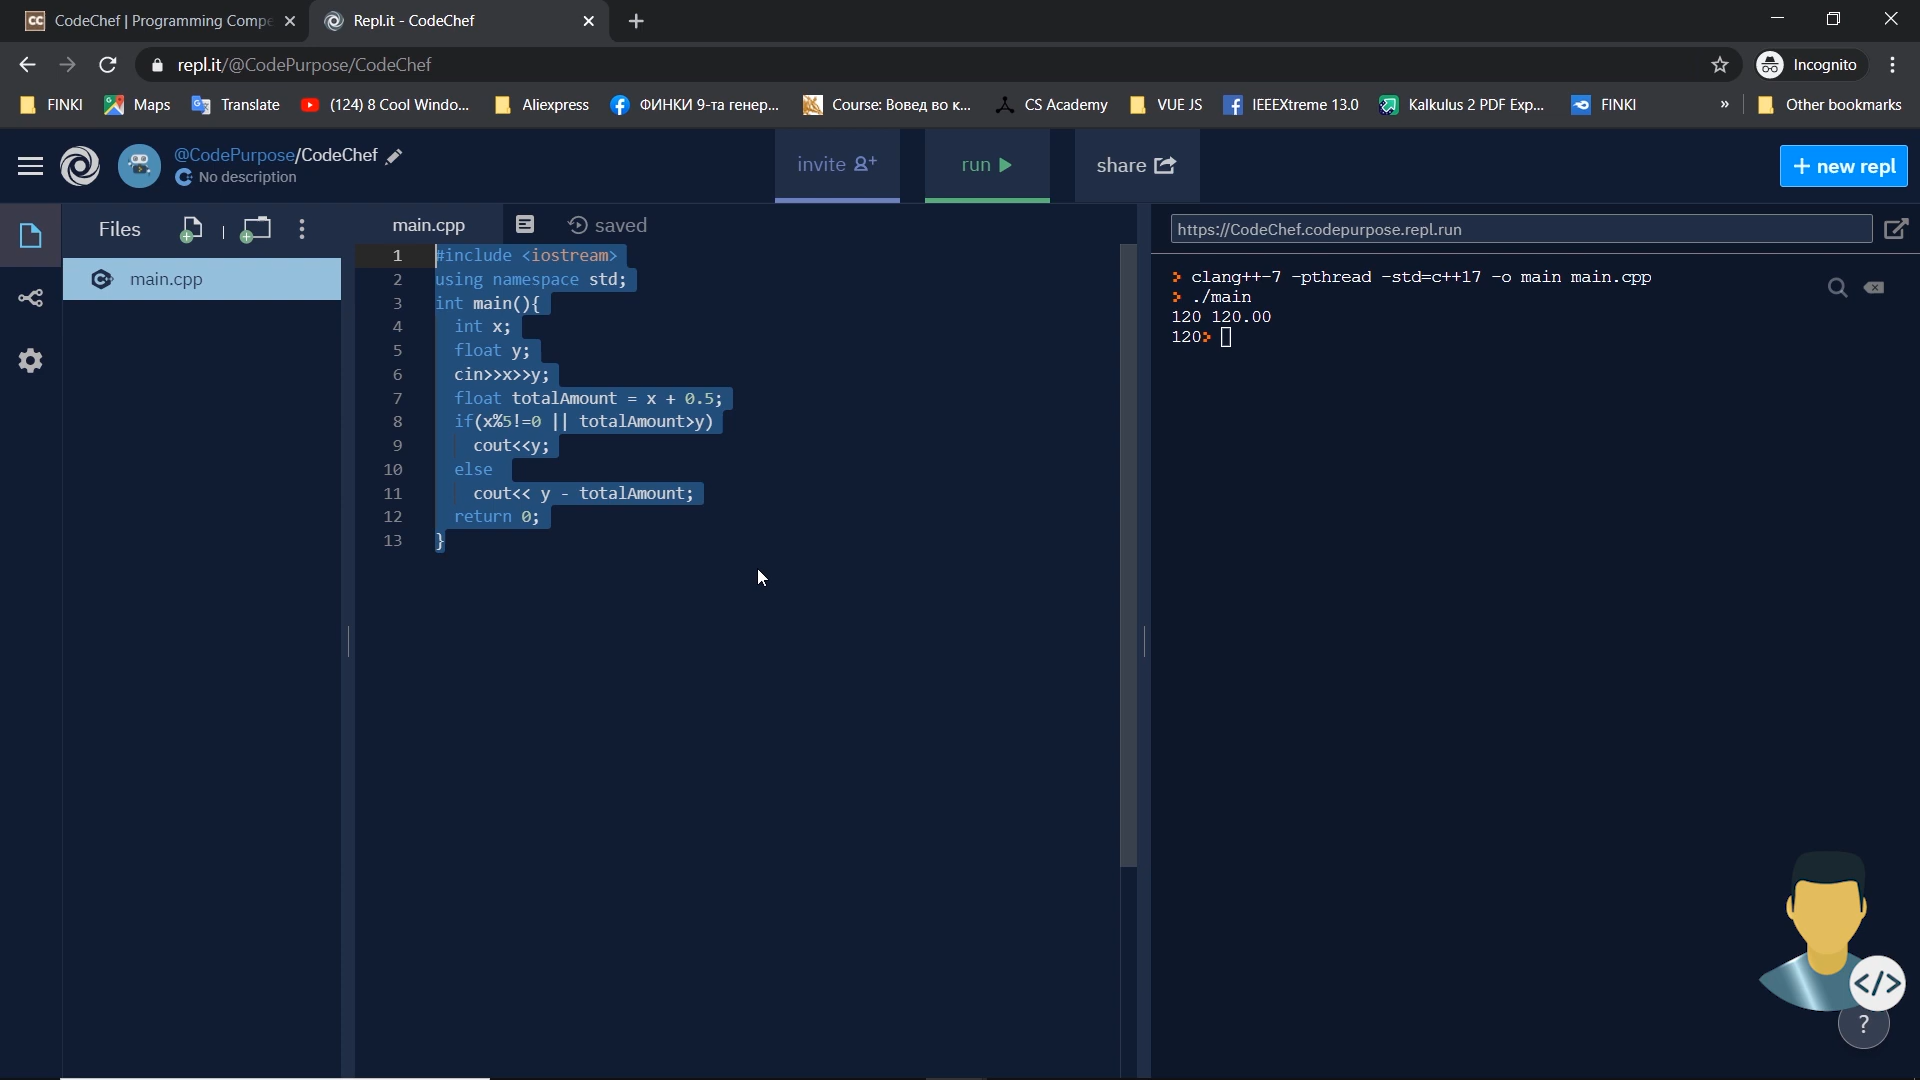 CC CodeChef | Programming Compe
Repl.it - CodeChef
repl.it/@CodePurpose/CodeChef
Incognito
FINKI
Maps
Translate
(124) 8 Cool Windo...
Aliexpress
ФИНКИ 9-та генер...
Course: Вовед во к...
CS Academy
VUE JS
IEEEXtreme 13.0
Kalkulus 2 PDF Exp...
FINKI
»
Other bookmarks
@CodePurpose/CodeChef
No description
invite
run
share
+ new repl
Files
main.cpp
saved
https://CodeChef.codepurpose.repl.run
main.cpp
1 #include <iostream>
2 using namespace std;
3 int main(){
4 int x;
5 float y;
6 cin>>x>>y;
7 float totalAmount = x + 0.5;
8 if(x%5!=0 || totalAmount>y)
9 cout<<y;
10 else
11 cout<< y - totalAmount;
12 return 0;
13 }
> clang++-7 -pthread -std=c++17 -o main main.cpp
> ./main
120 120.00
120>
</>
?